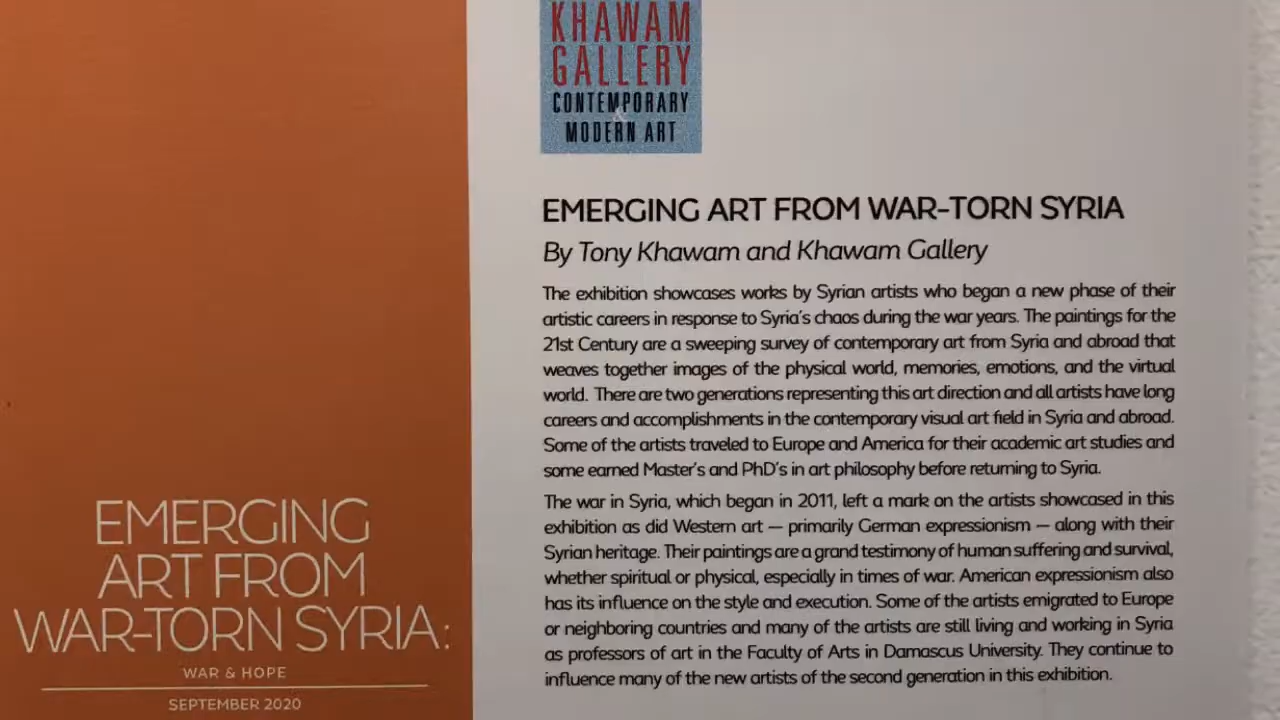 KHAWAM
GALLERY
CONTEMPORARY
&
MODERN ART
EMERGING ART FROM WAR-TORN SYRIA
By Tony Khawam and Khawam Gallery
The exhibition showcases works by Syrian artists who began a new phase of their
artistic careers in response to Syria's chaos during the war years. The paintings for the
21st Century are a sweeping survey of contemporary art from Syria and abroad that
weaves together images of the physical world, memories, emotions, and the virtual
world. There are two generations representing this art direction and all artists have long
careers and accomplishments in the contemporary visual art field in Syria and abroad.
Some of the artists traveled to Europe and America for their academic art studies and
some earned Master's and PhD's in art philosophy before returning to Syria.
The war in Syria, which began in 2011, left a mark on the artists showcased in this
exhibition as did Western art — primarily German expressionism — along with their
Syrian heritage. Their paintings are a grand testimony of human suffering and survival,
whether spiritual or physical, especially in times of war. American expressionism also
has its influence on the style and execution. Some of the artists emigrated to Europe
or neighboring countries and many of the artists are still living and working in Syria
as professors of art in the Faculty of Arts in Damascus University. They continue to
influence many of the new artists of the second generation in this exhibition.
EMERGING
ART FROM
WAR-TORN SYRIA:
WAR & HOPE
SEPTEMBER 2020